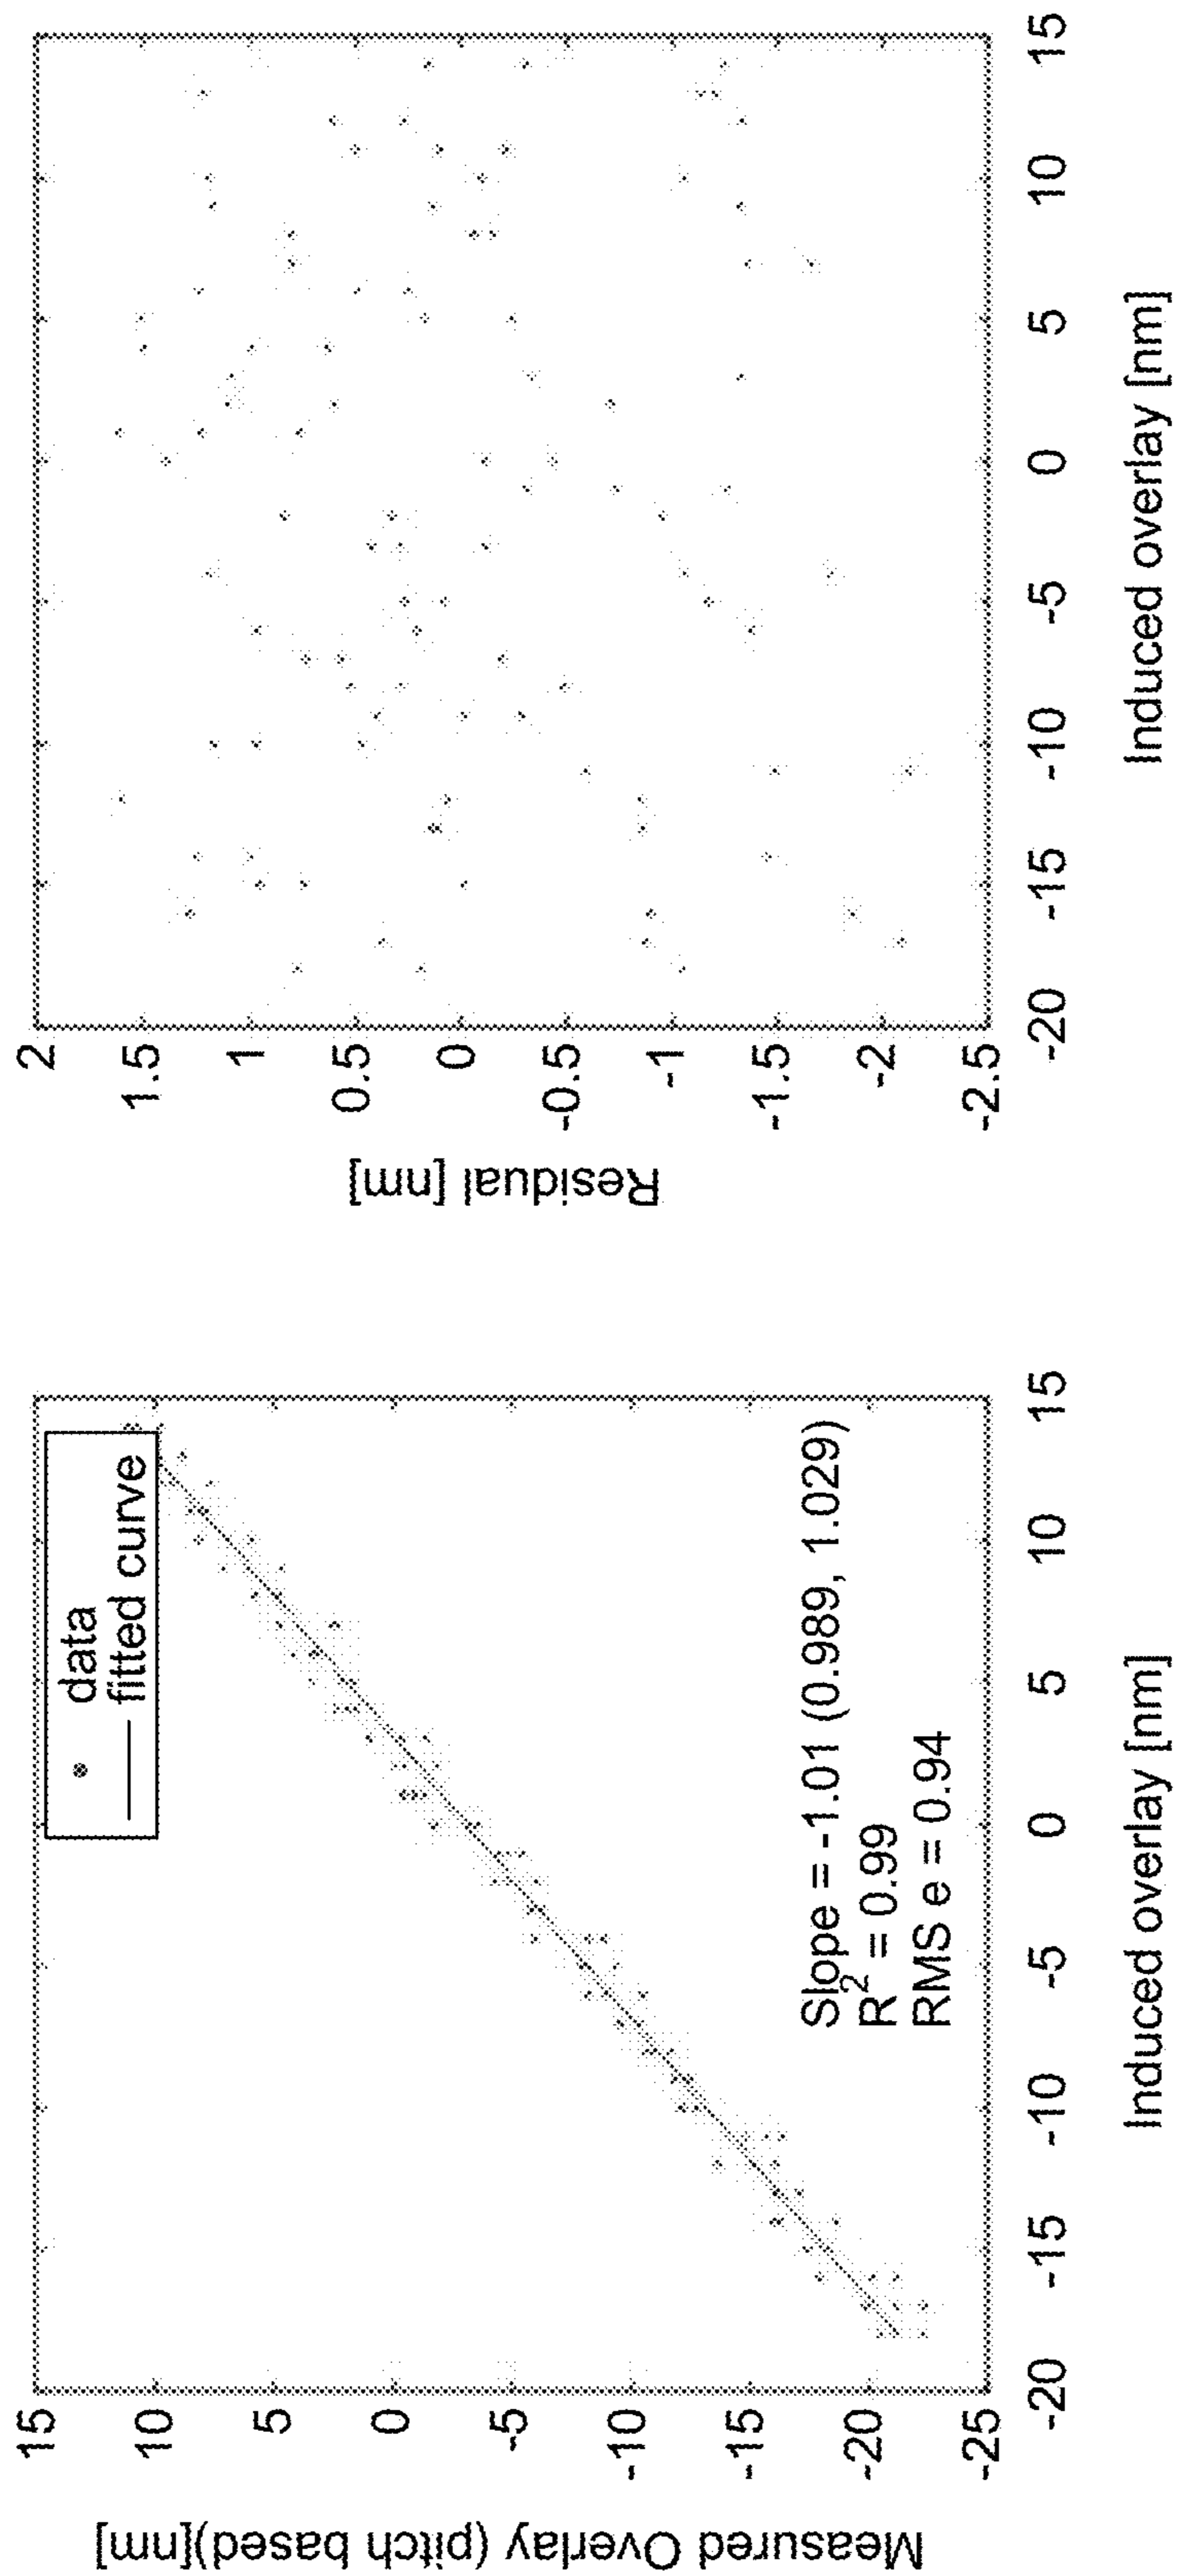 Measured Overlay (pitch based)[nm]
15
10
5
0
-5
-10
-15
-20
-25
data
fitted curve
Slope = -1.01 (0.989, 1.029)
R2 = 0.99
RMS e = 0.94
-20 -15 -10 -5 0 5 10 15
Induced overlay [nm]
Residual [nm]
2
1.5
1
0.5
0
-0.5
-1
-1.5
-2
-2.5
-20 -15 -10 -5 0 5 10 15
Induced overlay [nm]